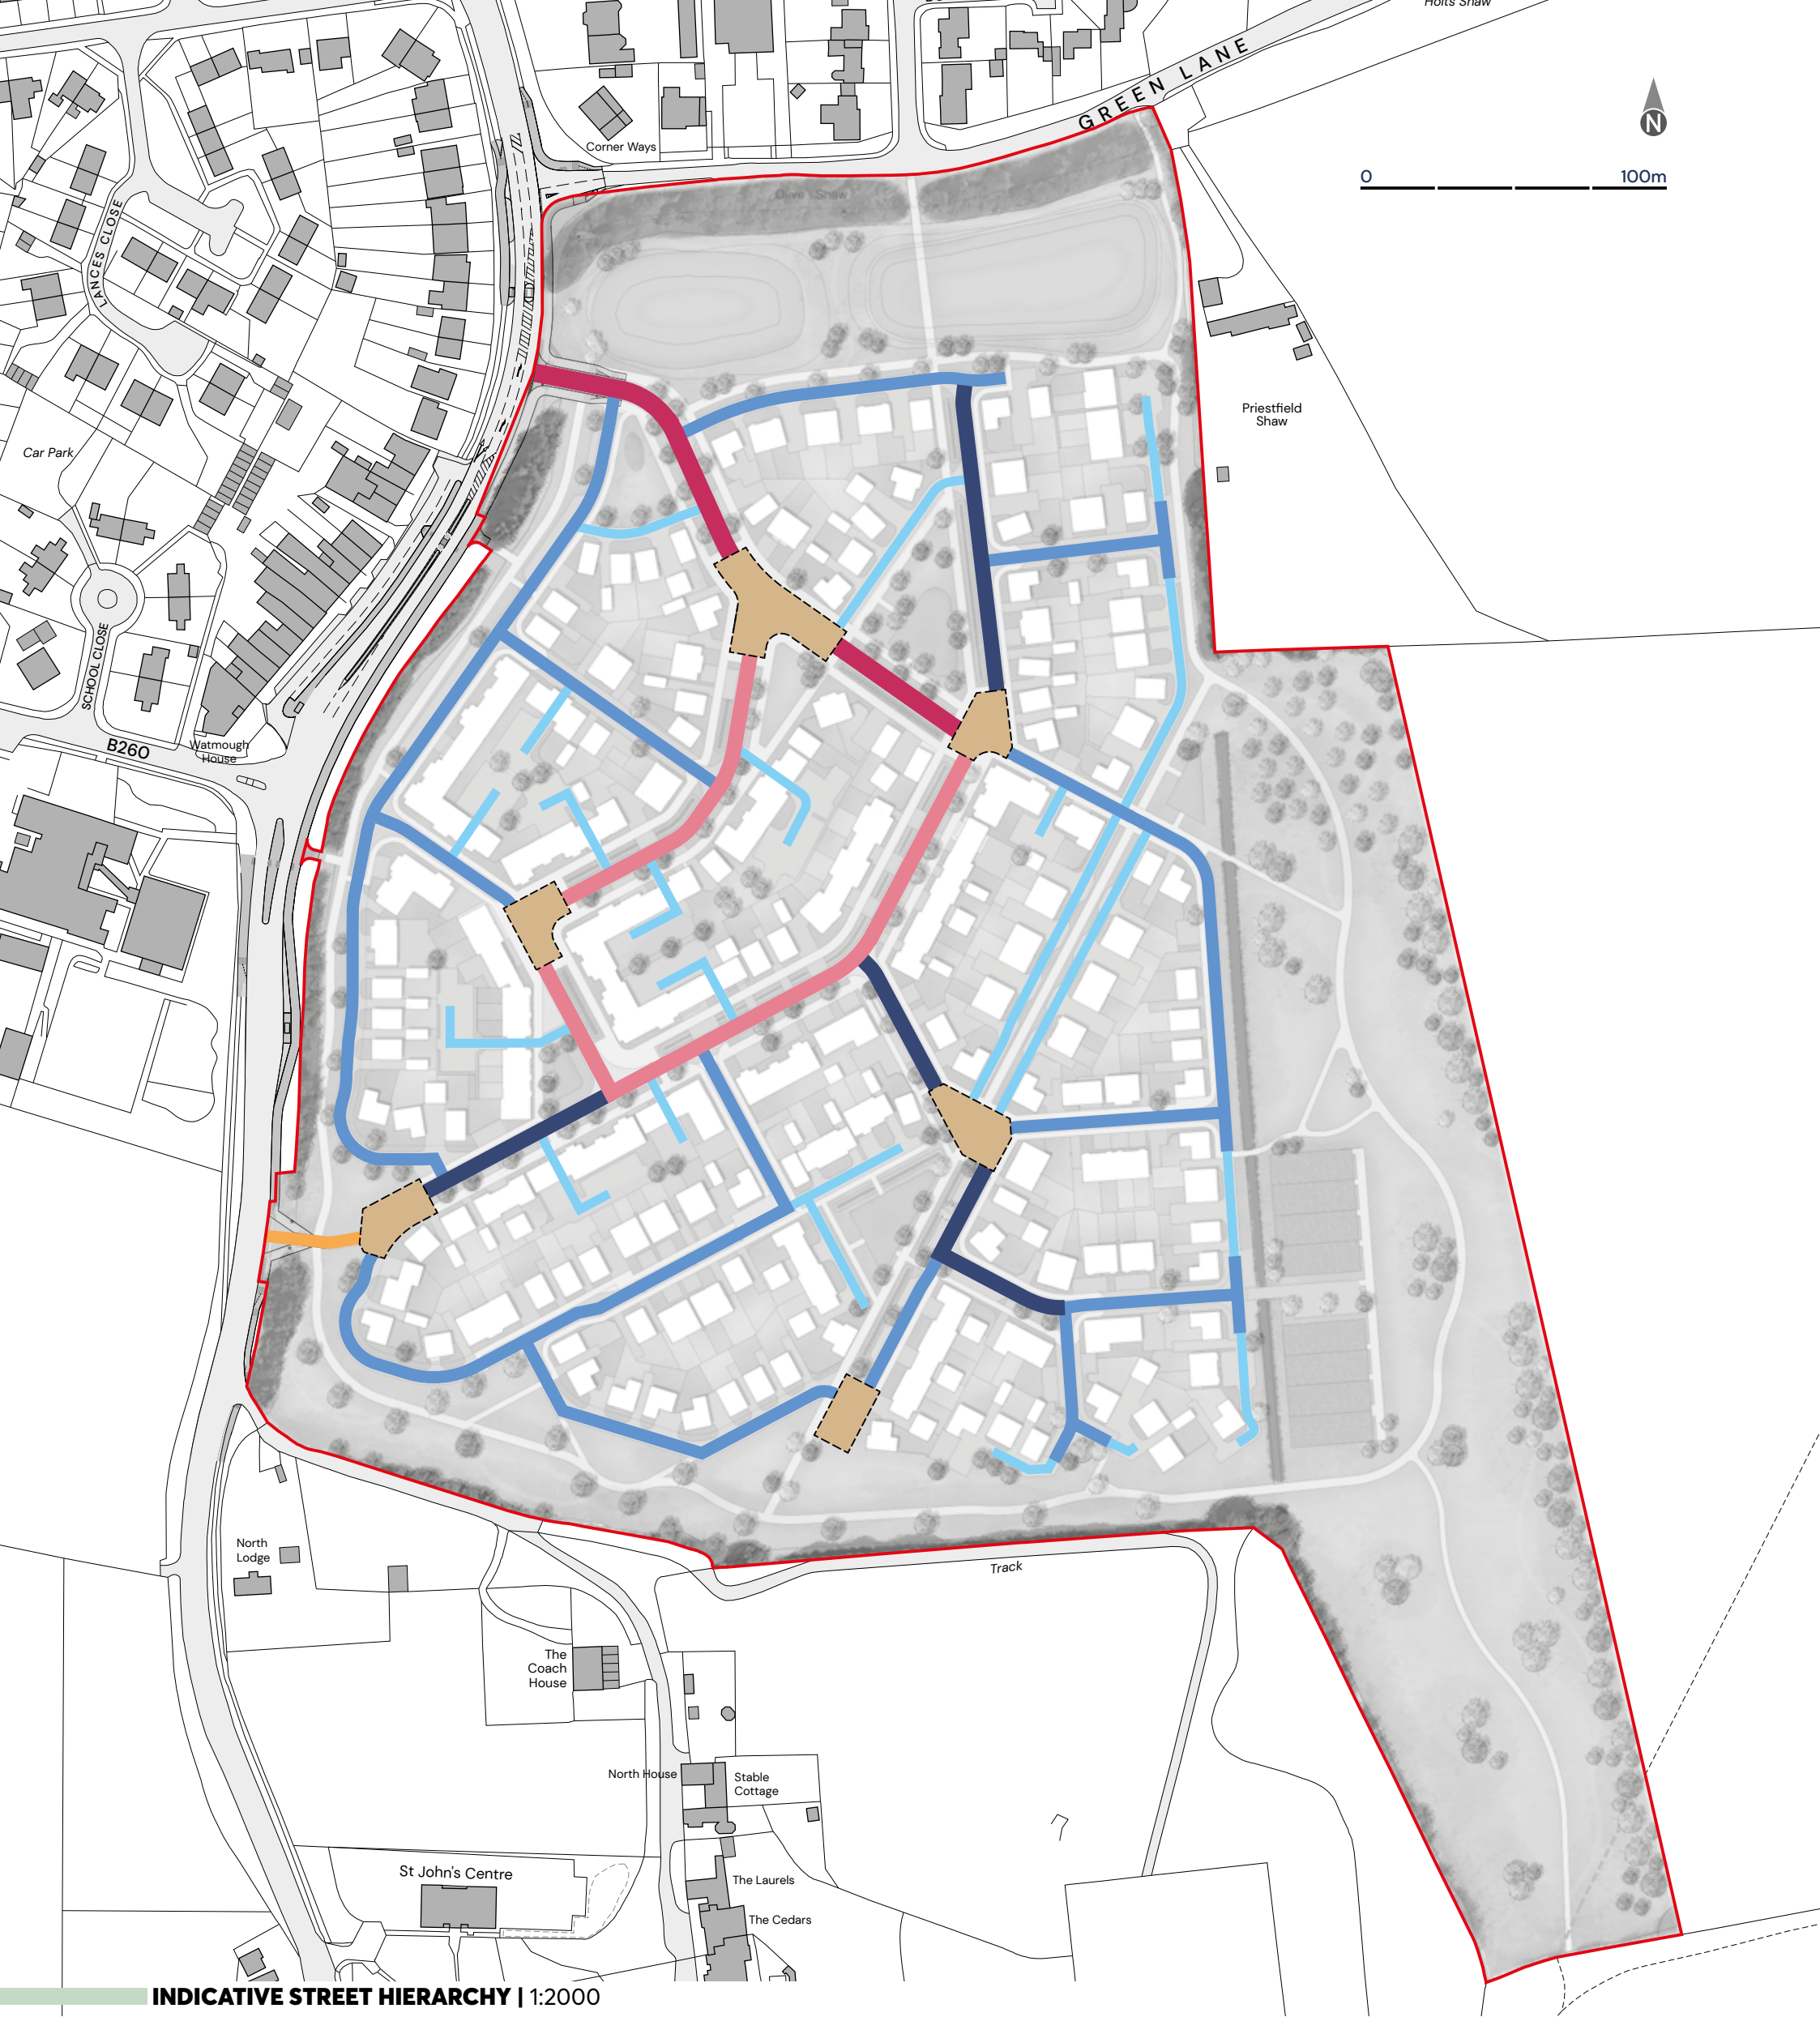 Holts Shaw
GREEN LANE
N
Corner Ways
0 100m
Olive Shaw
LANCES CLOSE
Priestfield
Shaw
Car Park
SCHOOL CLOSE
B260
Watmough
House
North
Lodge
Track
The
Coach
House
North House
Stable
Cottage
St John's Centre
The Laurels
The Cedars
INDICATIVE STREET HIERARCHY | 1:2000